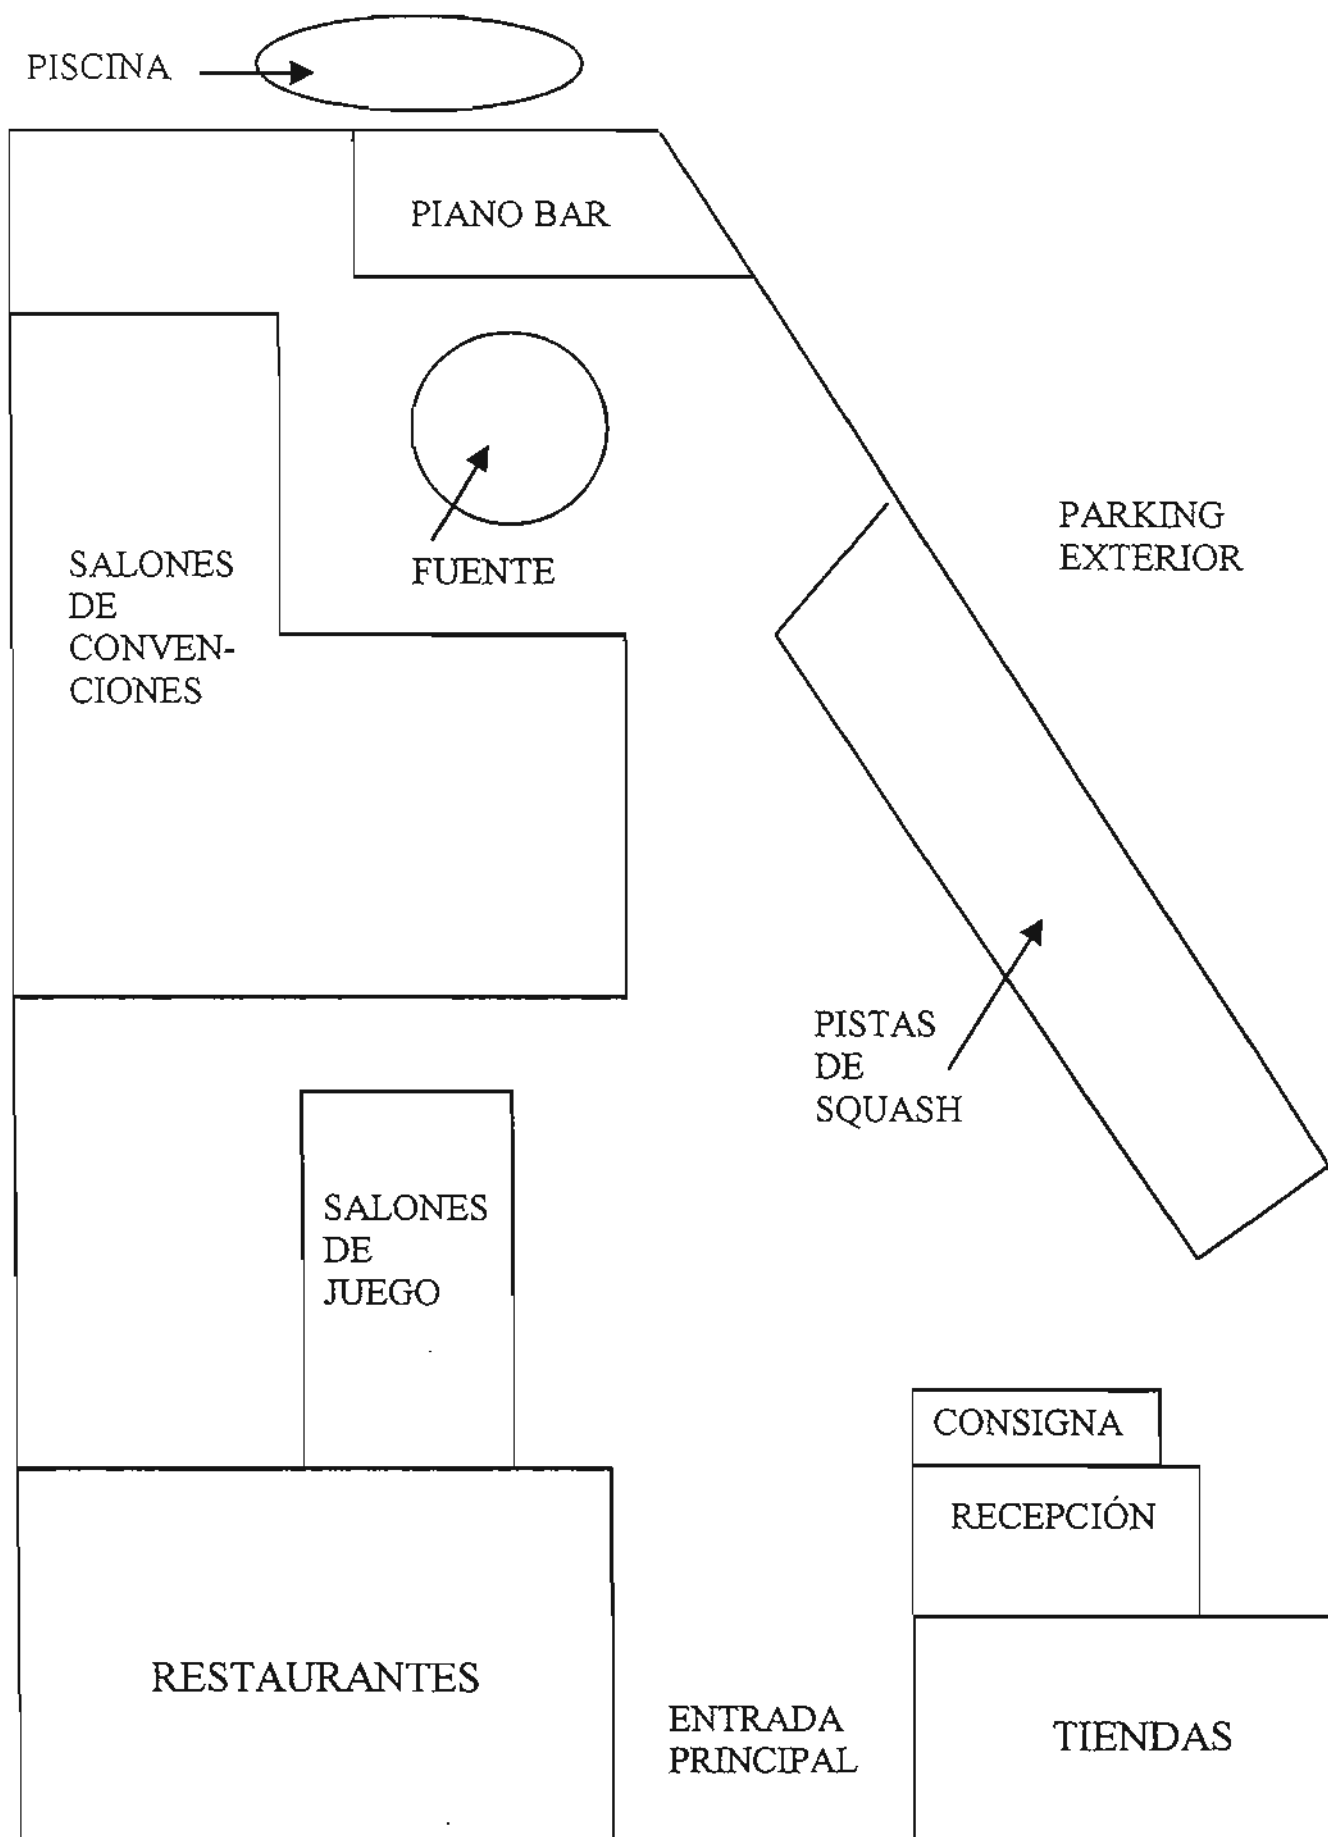 PISCINA
PIANO BAR
PARKING
EXTERIOR
SALONES
DE
CONVEN-
CIONES
FUENTE
PISTAS
DE
SQUASH
SALONES
DE
JUEGO
CONSIGNA
RECEPCIÓN
RESTAURANTES
ENTRADA
PRINCIPAL
TIENDAS